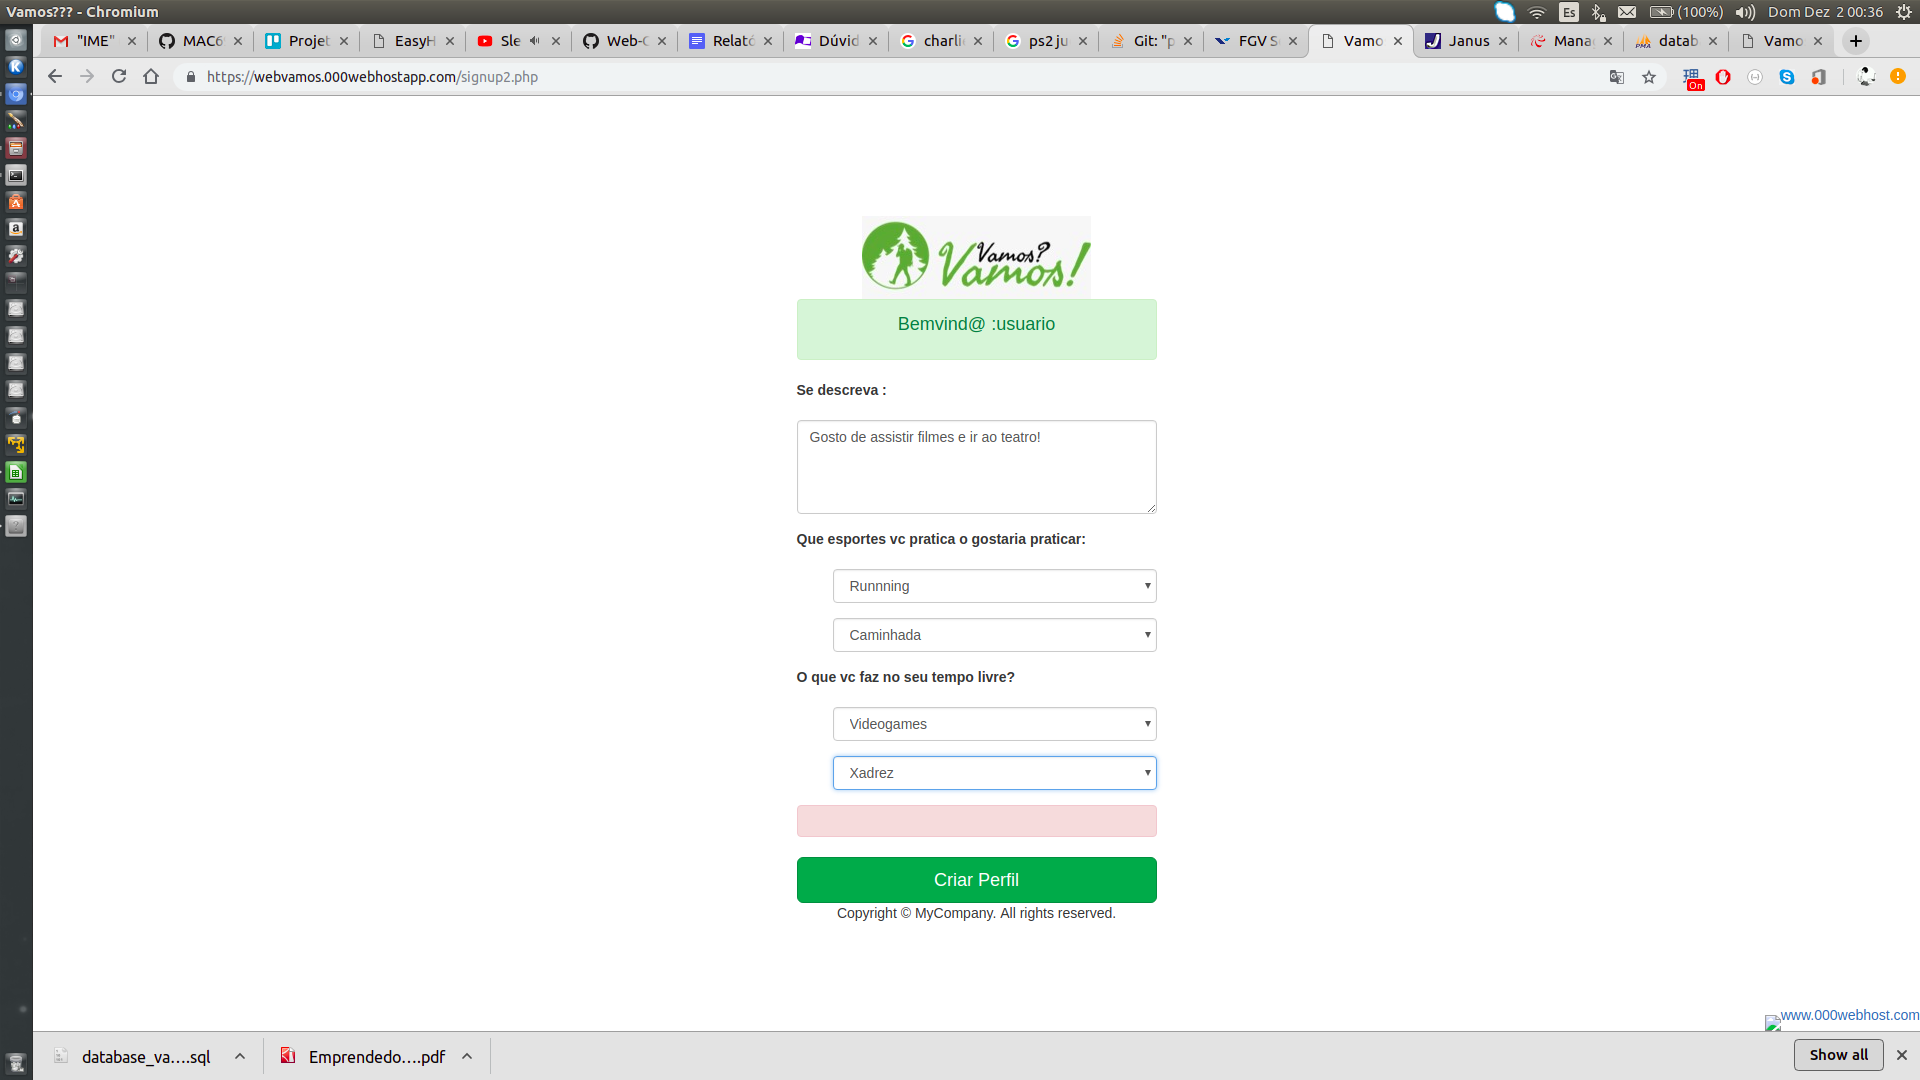 Vamos??? - Chromium
Es
(100%)
Dom Dez 2 00:36
"IME"
MAC6
Projet
EasyH
Sle
Web-C
Relató
Dúvid
charli
ps2 ju
Git: "p
FGV S
Vamo
Janus
Mana
datab
Vamo
https://webvamos.000webhostapp.com/signup2.php
On
Vamos?
Vamos!
Bemvind@ :usuario
Se descreva :
Gosto de assistir filmes e ir ao teatro!
Que esportes vc pratica o gostaria praticar:
Runnning
Caminhada
O que vc faz no seu tempo livre?
Videogames
Xadrez
Criar Perfil
Copyright © MyCompany. All rights reserved.
www.000webhost.com
database_va....sql
Emprendedo....pdf
Show all